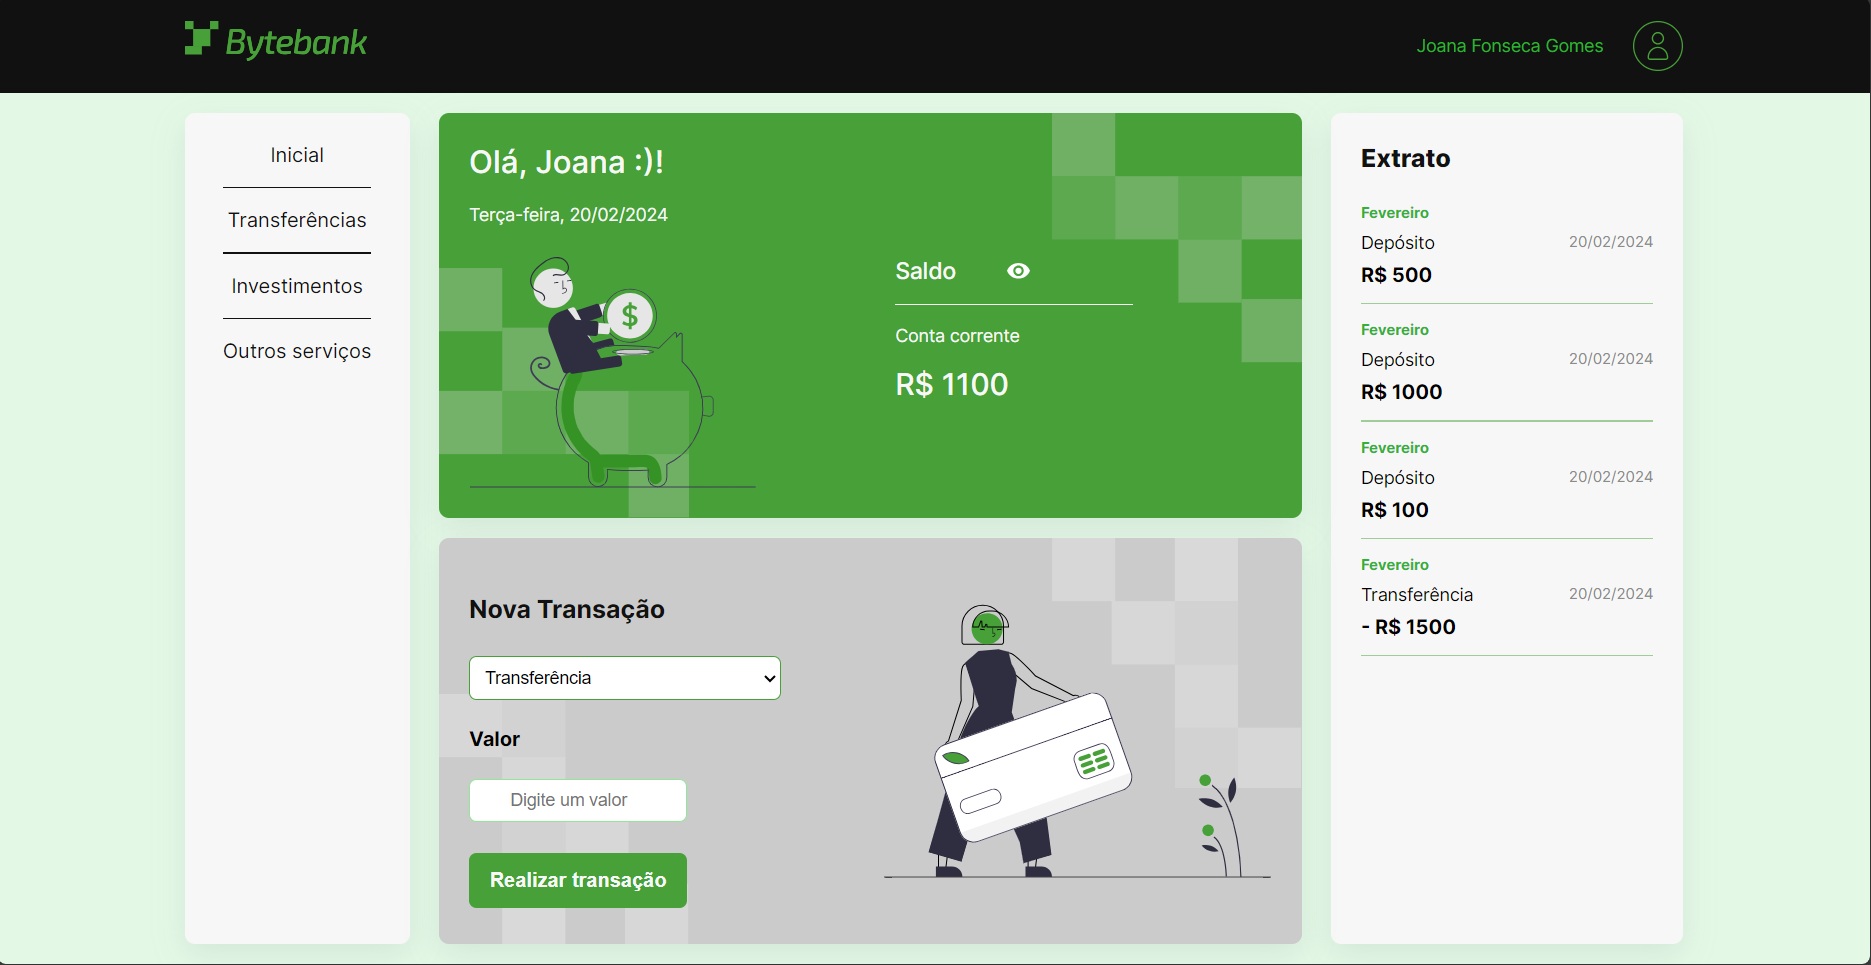 Bytebank
Joana Fonseca Gomes
Inicial
Transferências
Investimentos
Outros serviços
Olá, Joana :)!
Terça-feira, 20/02/2024
$
Saldo
Conta corrente
R$ 1100
Nova Transação
Transferência
Valor
Digite um valor
Realizar transação
Extrato
Fevereiro
Depósito 20/02/2024
R$ 500
Fevereiro
Depósito 20/02/2024
R$ 1000
Fevereiro
Depósito 20/02/2024
R$ 100
Fevereiro
Transferência 20/02/2024
- R$ 1500